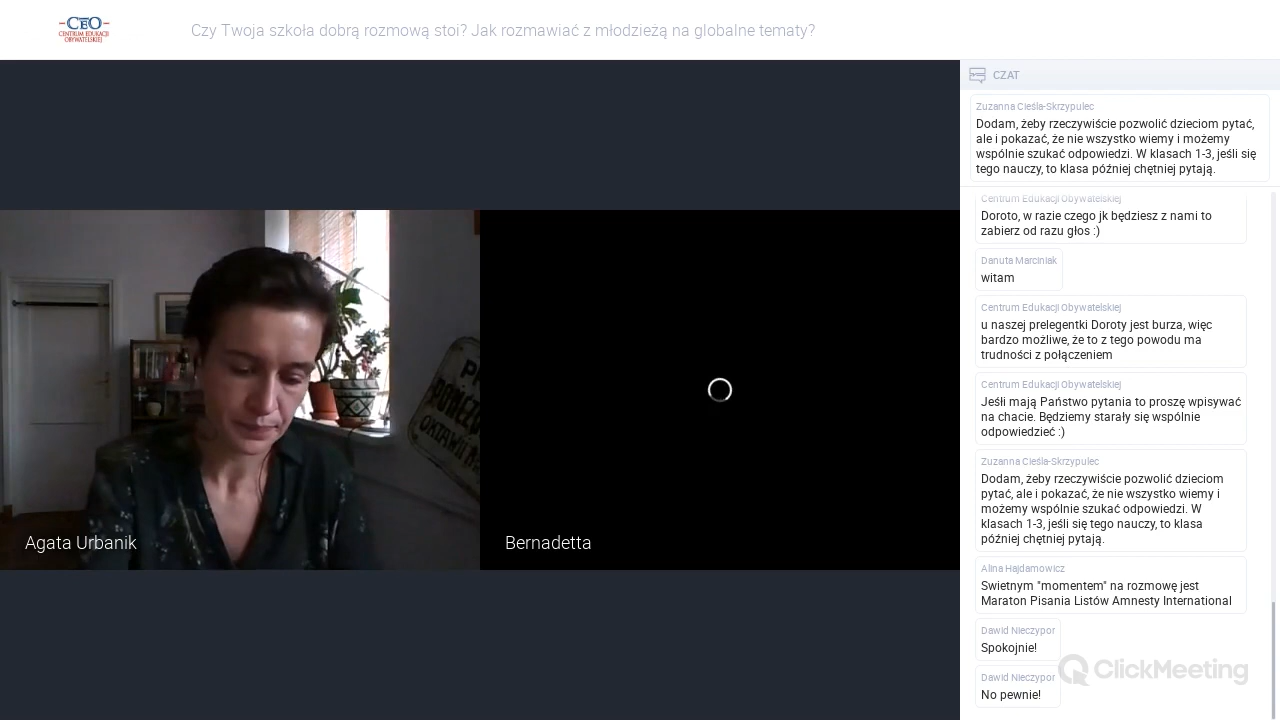 CEO
CENTRUM EDUKACJI
OBYWATELSKIEJ
Czy Twoja szkoła dobrą rozmową stoi? Jak rozmawiać z młodzieżą na globalne tematy?
CZAT
Zuzanna Cieśla-Skrzypulec
Dodam, żeby rzeczywiście pozwolić dzieciom pytać,
ale i pokazać, że nie wszystko wiemy i możemy
wspólnie szukać odpowiedzi. W klasach 1-3, jeśli się
tego nauczy, to klasa później chętniej pytają.
Centrum Edukacji Obywatelskiej
Doroto, w razie czego jk będziesz z nami to
zabierz od razu głos :)
Danuta Marciniak
witam
Centrum Edukacji Obywatelskiej
u naszej prelegentki Doroty jest burza, więc
bardzo możliwe, że to z tego powodu ma
trudności z połączeniem
Centrum Edukacji Obywatelskiej
Jeśłi mają Państwo pytania to proszę wpisywać
na chacie. Będziemy starały się wspólnie
odpowiedzieć :)
Zuzanna Cieśla-Skrzypulec
Dodam, żeby rzeczywiście pozwolić dzieciom
pytać, ale i pokazać, że nie wszystko wiemy i
możemy wspólnie szukać odpowiedzi. W
klasach 1-3, jeśli się tego nauczy, to klasa
później chętniej pytają.
Alina Hajdamowicz
Swietnym "momentem" na rozmowę jest
Maraton Pisania Listów Amnesty International
Dawid Nieczypor
Spokojnie!
Dawid Nieczypor
No pewnie!
ClickMeeting
Agata Urbanik
Bernadetta